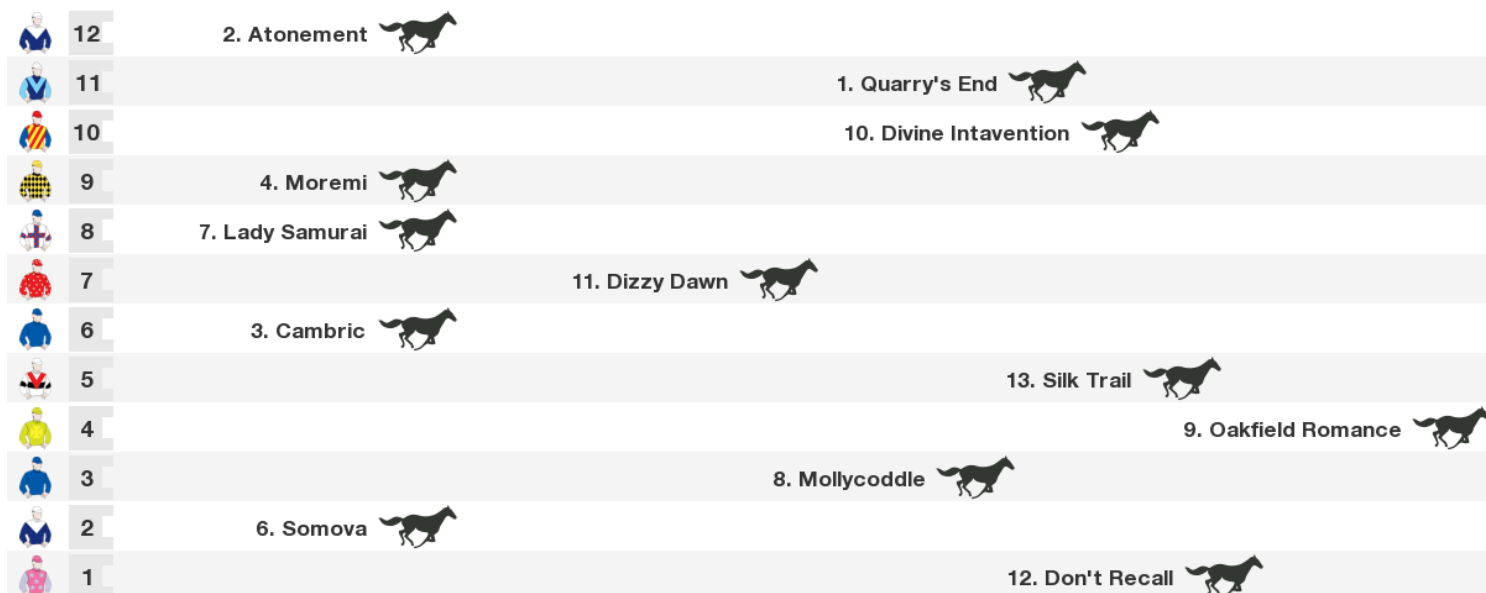 12 2. Atonement
11 1. Quarry's End
10 10. Divine Intavention
9 4. Moremi
8 7. Lady Samurai
7 11. Dizzy Dawn
6 3. Cambric
5 13. Silk Trail
4 9. Oakfield Romance
3 8. Mollycoddle
2 6. Somova
1 12. Don't Recall